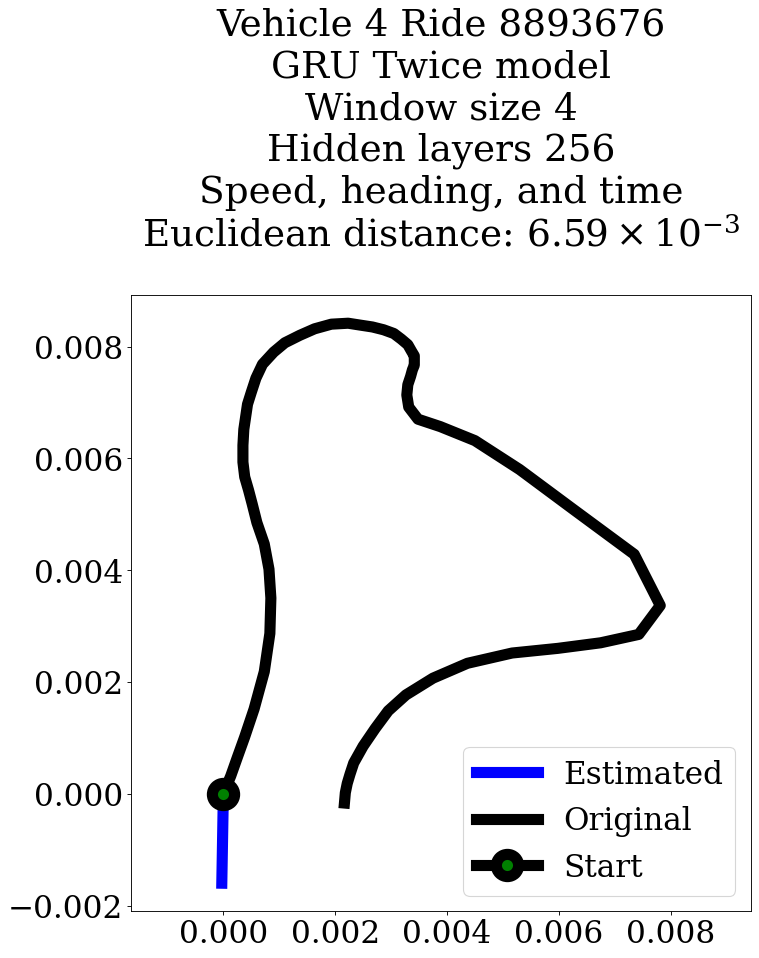 Vehicle 4 Ride 8893676
GRU Twice model
Window size 4
Hidden layers 256
Speed, heading, and time
Euclidean distance: 6.59 × 10⁻³
0.008
0.006
0.004
0.002
0.000
−0.002
Estimated
Original
Start
0.000 0.002 0.004 0.006 0.008